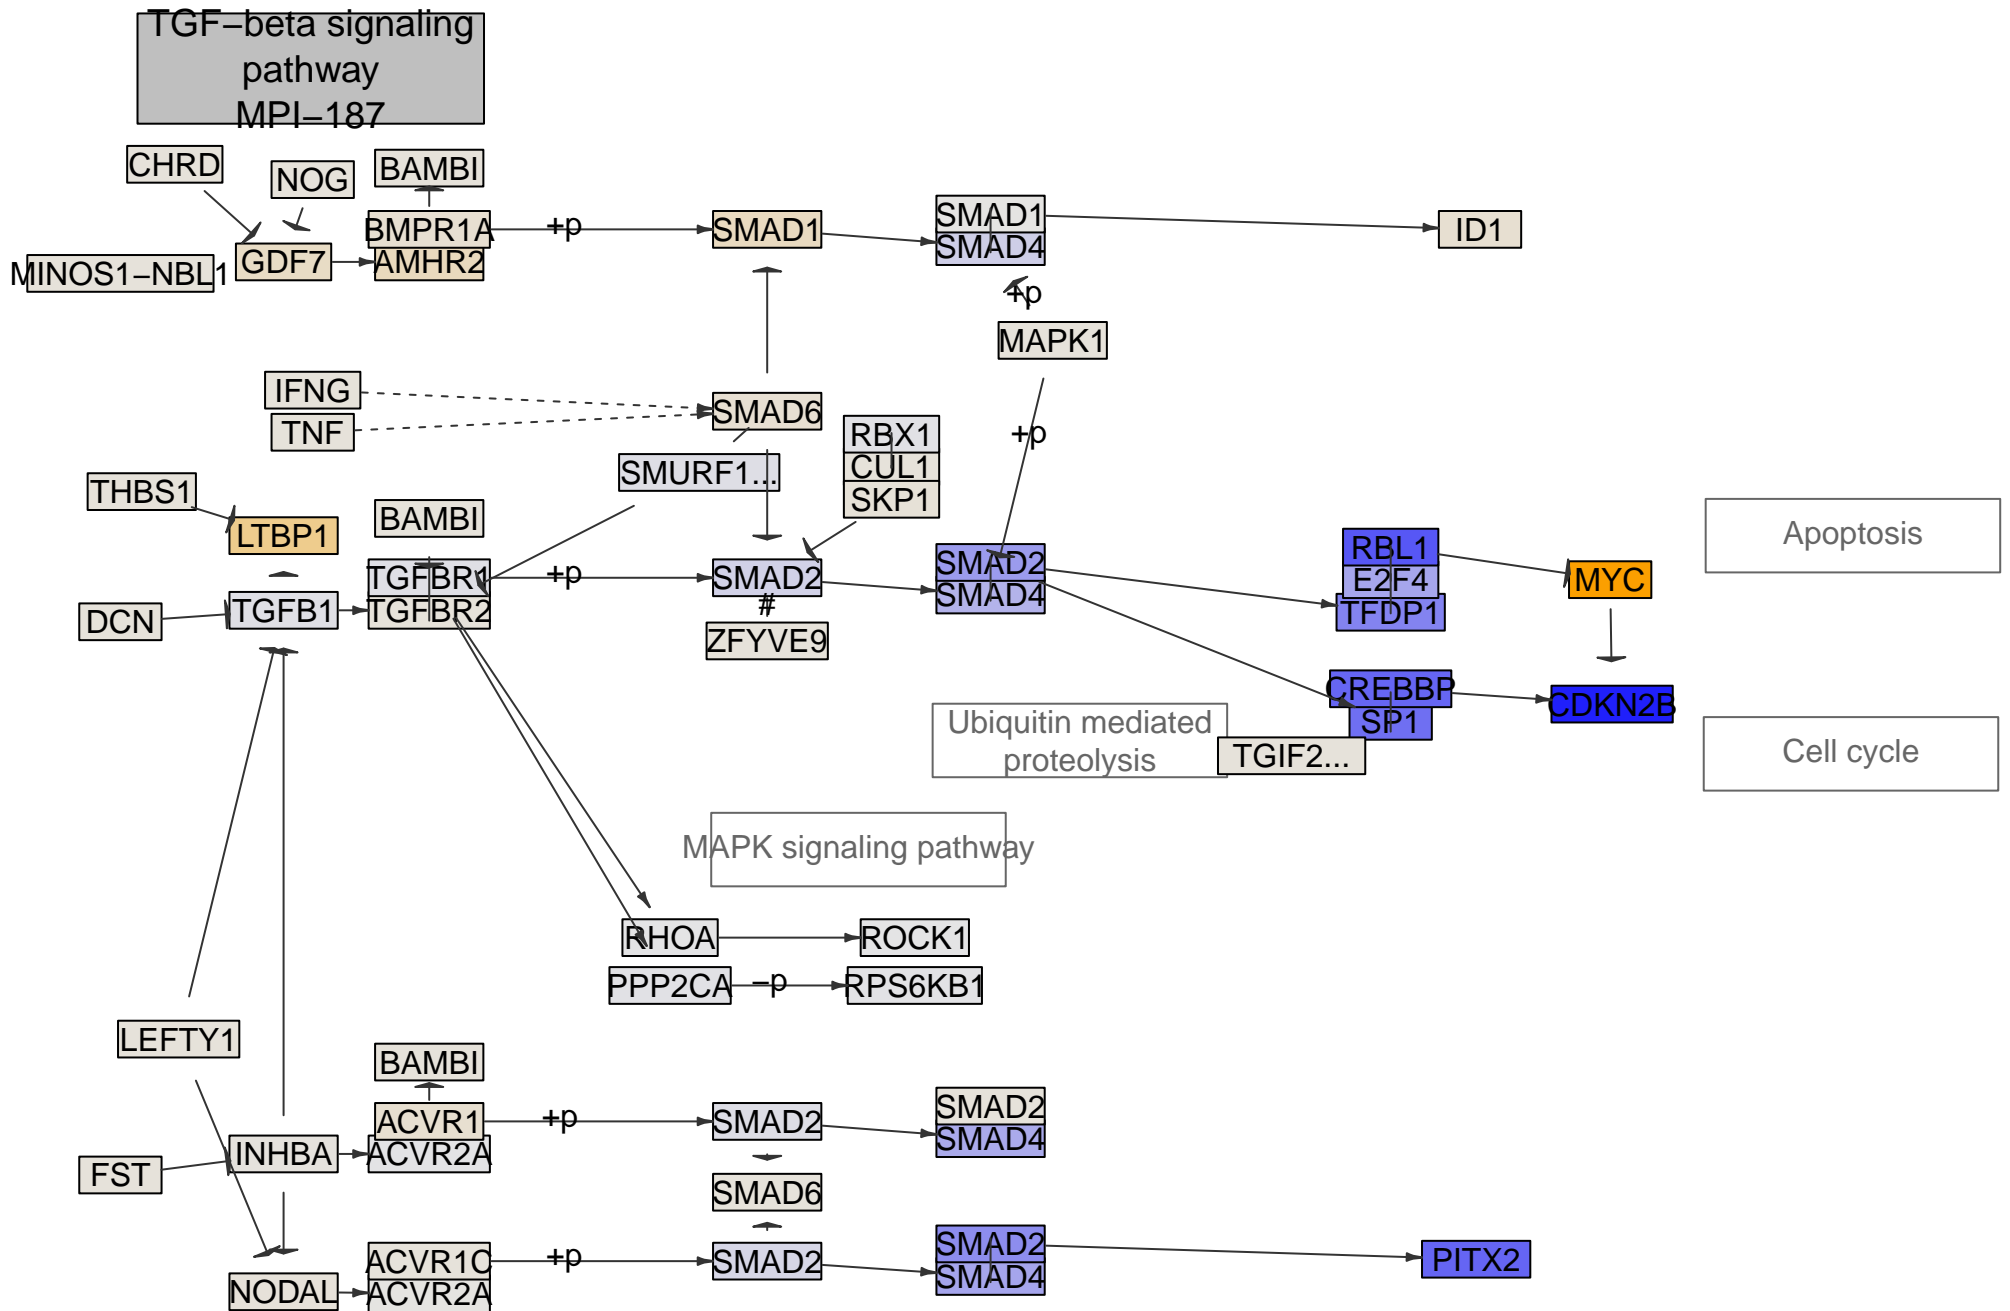 TGF−beta signaling
pathway
MPI−187
CHRD
NOG
BAMBI
BMPR1A
+p
SMAD1
SMAD1
SMAD4
ID1
MINOS1−NBL1
GDF7
AMHR2
+p
MAPK1
IFNG
TNF
SMAD6
+p
RBX1
CUL1
SKP1
SMURF1...
THBS1
LTBP1
BAMBI
Apoptosis
TGFBR1
TGFBR2
+p
SMAD2
#
ZFYVE9
SMAD2
SMAD4
RBL1
E2F4
TFDP1
MYC
DCN
TGFB1
CREBBP
SP1
CDKN2B
Ubiquitin mediated
proteolysis
TGIF2...
Cell cycle
MAPK signaling pathway
RHOA
ROCK1
PPP2CA
−p
RPS6KB1
LEFTY1
BAMBI
ACVR1
ACVR2A
+p
SMAD2
SMAD2
SMAD4
INHBA
FST
SMAD6
ACVR1C
ACVR2A
+p
SMAD2
SMAD2
SMAD4
PITX2
NODAL